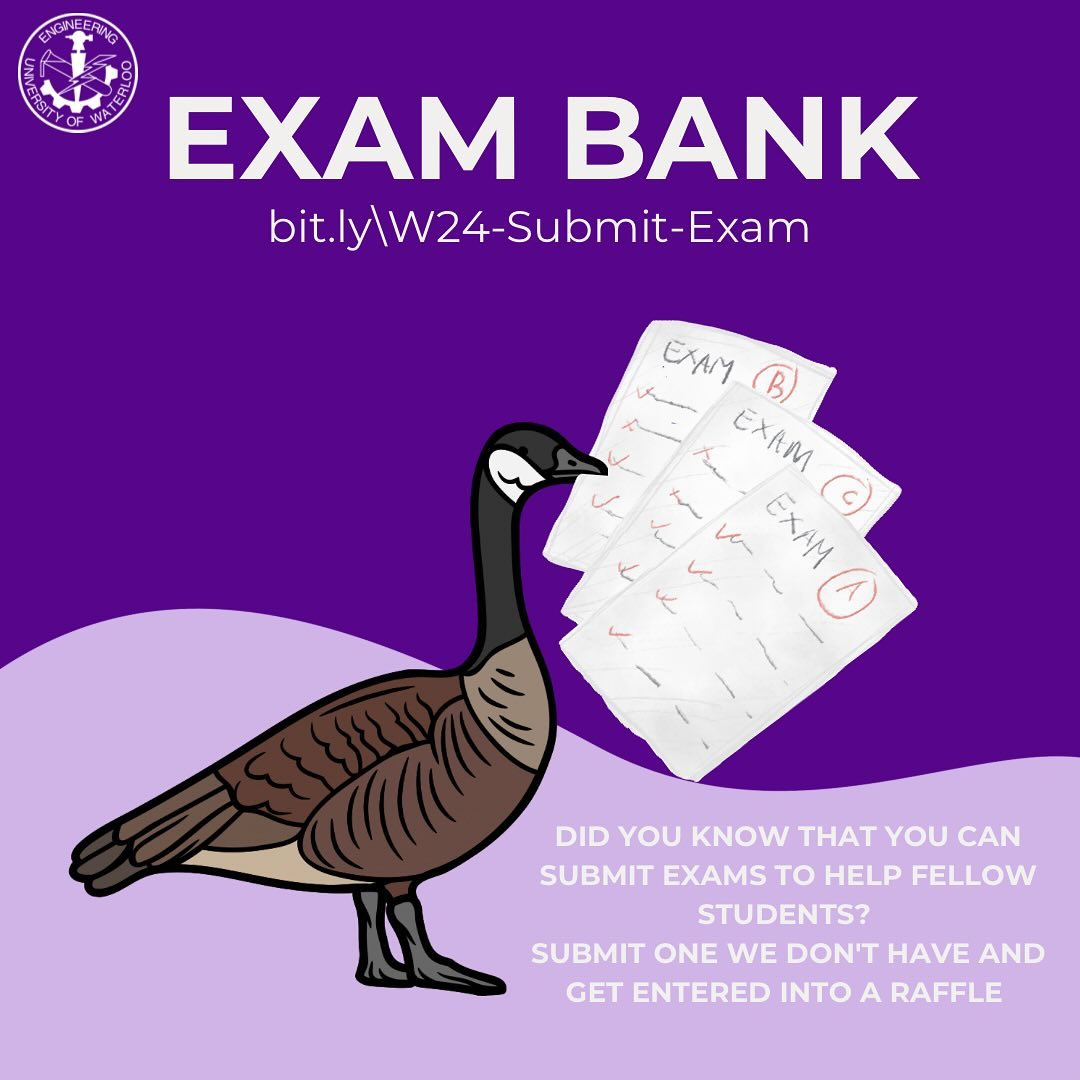 ENGINEERING
UNIVERSITY OF WATERLOO
EXAM BANK
bit.ly\W24-Submit-Exam
EXAM B
EXAM C
EXAM A
DID YOU KNOW THAT YOU CAN
SUBMIT EXAMS TO HELP FELLOW
STUDENTS?
SUBMIT ONE WE DON'T HAVE AND
GET ENTERED INTO A RAFFLE